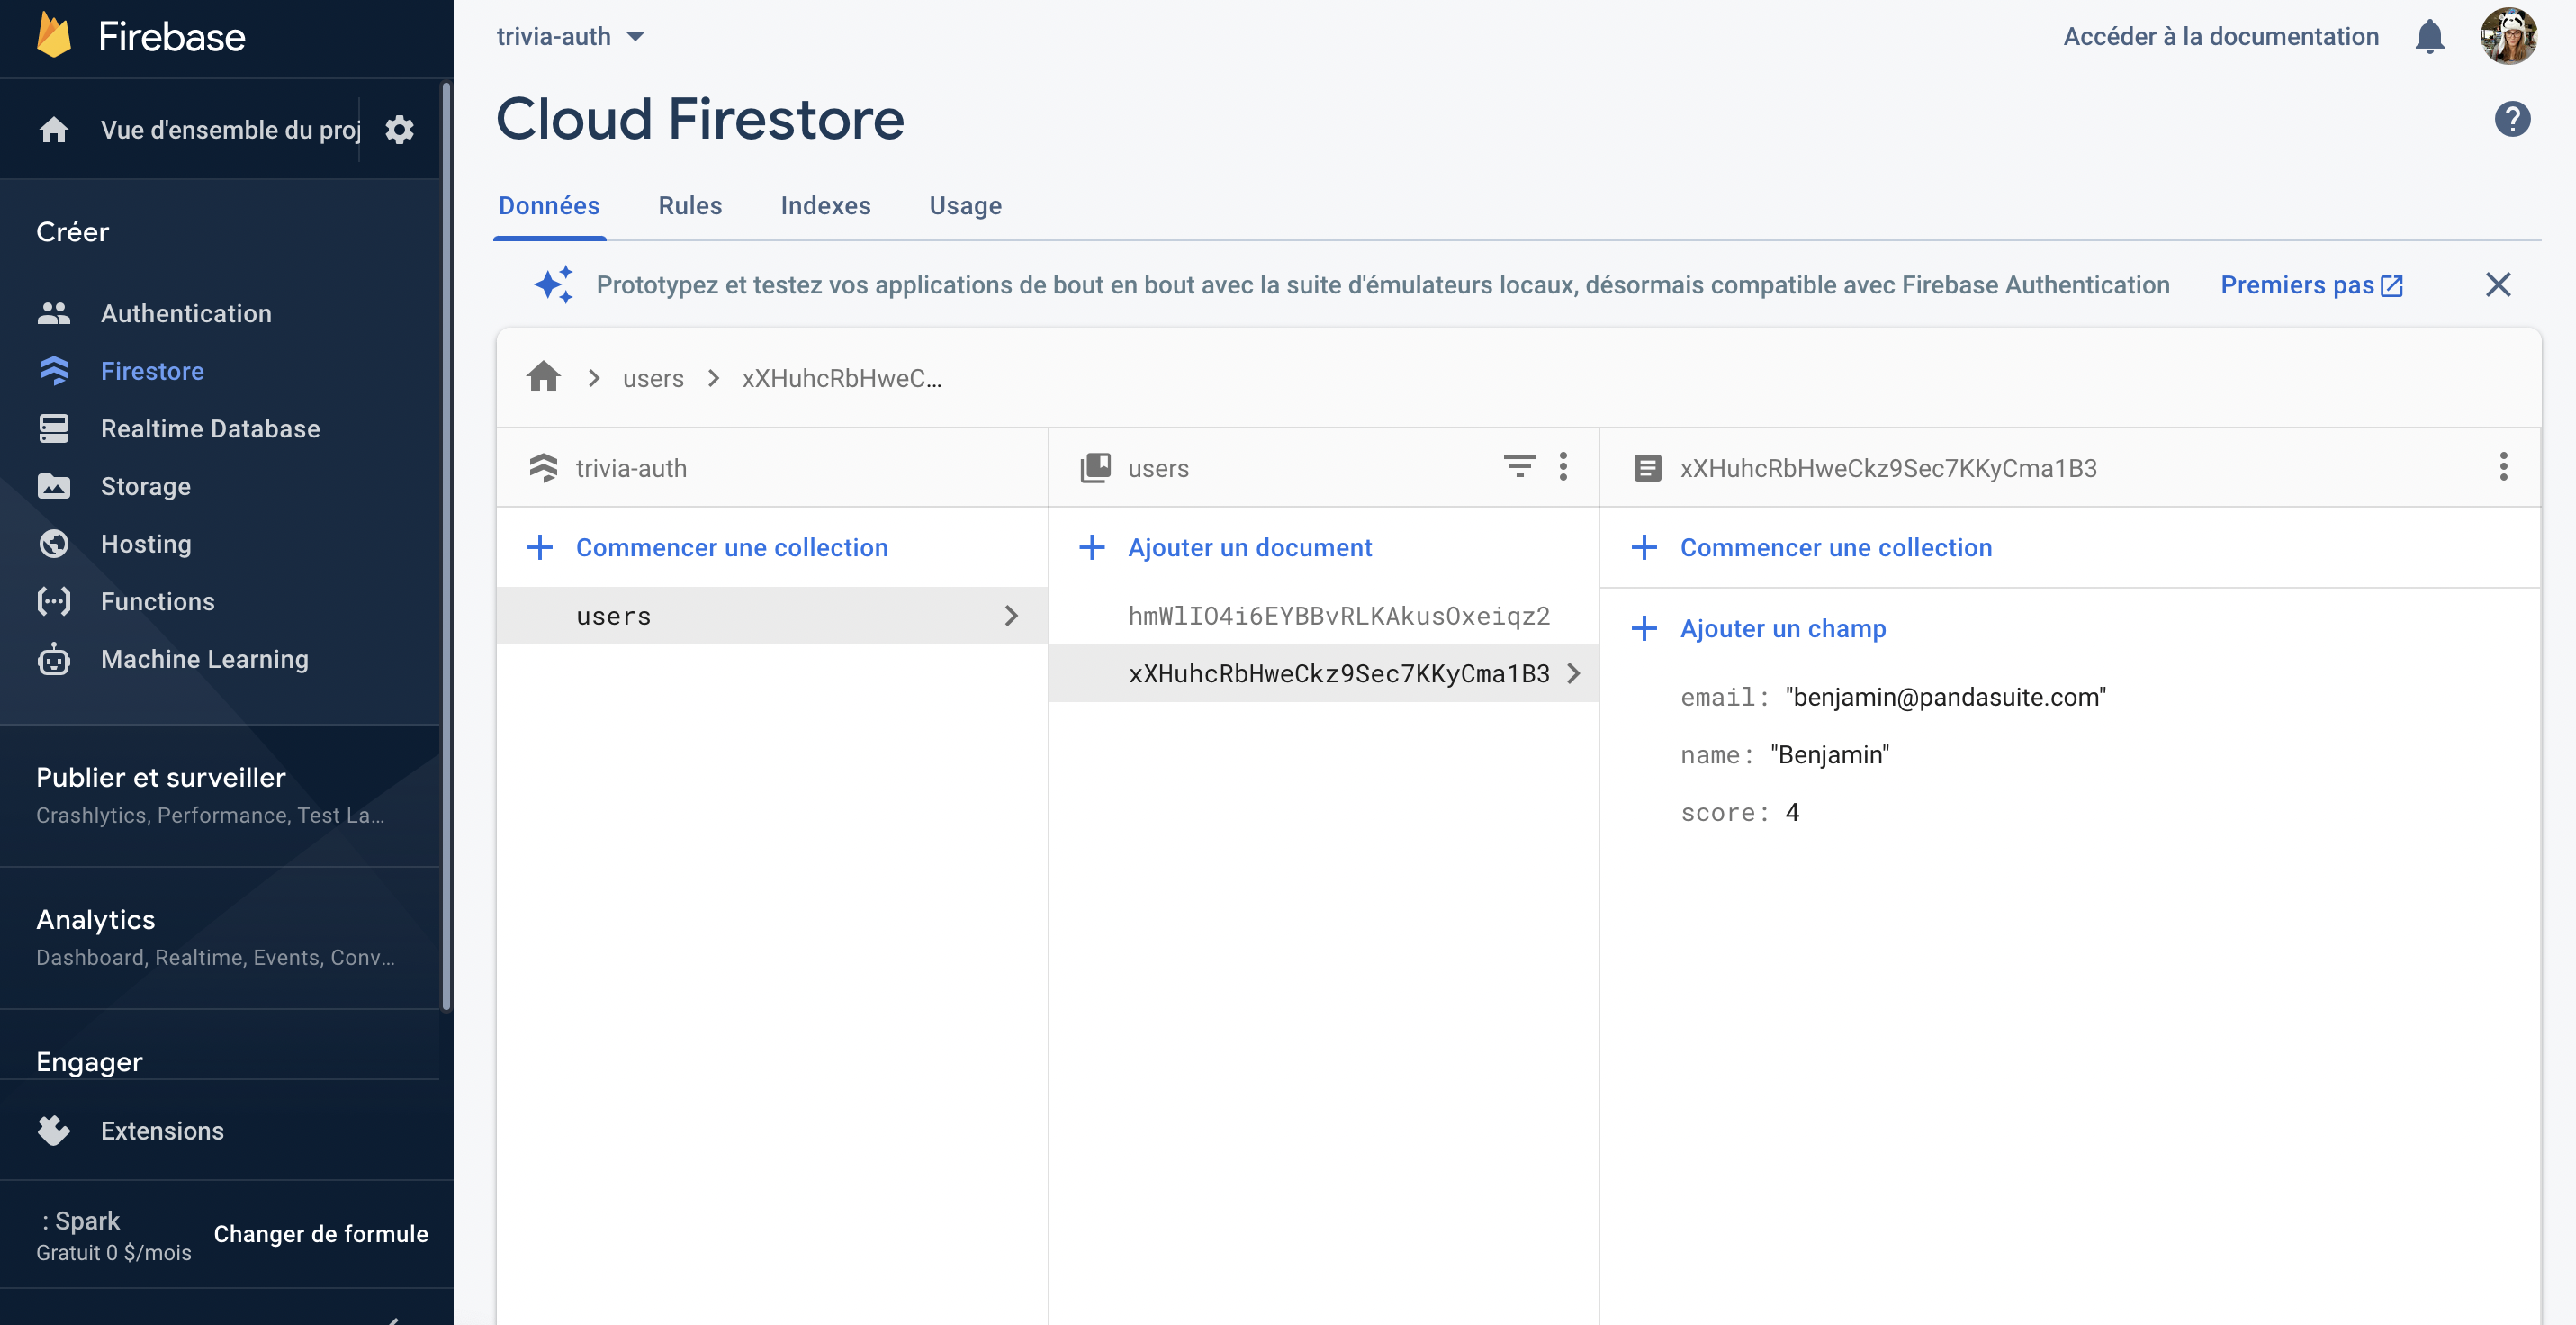 Firebase
Vue d'ensemble du proj
Créer
Authentication
Firestore
Realtime Database
Storage
Hosting
Functions
Machine Learning
Publier et surveiller
Crashlytics, Performance, Test La...
Analytics
Dashboard, Realtime, Events, Conv...
Engager
Extensions
: Spark
Gratuit 0 $/mois
Changer de formule
trivia-auth
Accéder à la documentation
Cloud Firestore
Données Rules Indexes Usage
Prototypez et testez vos applications de bout en bout avec la suite d'émulateurs locaux, désormais compatible avec Firebase Authentication Premiers pas
users xXHuhcRbHweC...
trivia-auth
Commencer une collection
users
users
Ajouter un document
hmWlIO4i6EYBBvRLKAkusOxeiqz2
xXHuhcRbHweCkz9Sec7KKyCma1B3
xXHuhcRbHweCkz9Sec7KKyCma1B3
Commencer une collection
Ajouter un champ
email: "benjamin@pandasuite.com"
name: "Benjamin"
score: 4